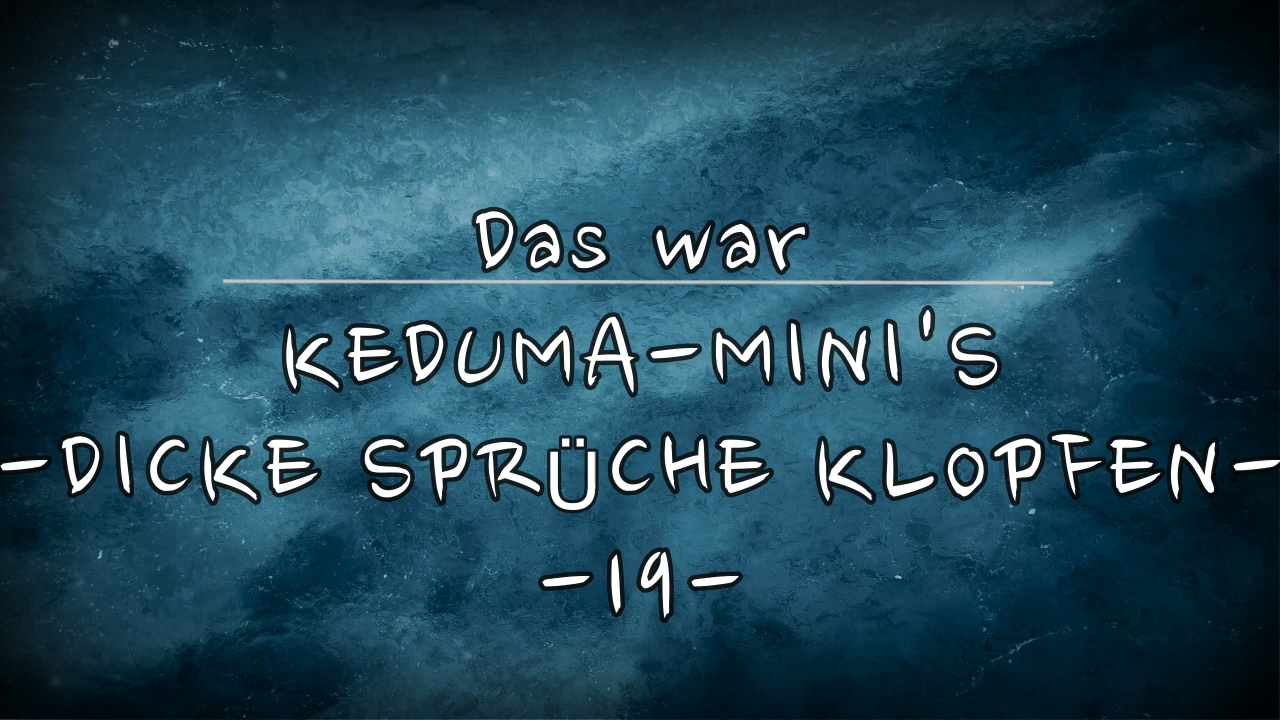 Das war
KEDUMA-MINI'S
-DICKE SPRÜCHE KLOPFEN-
-19-